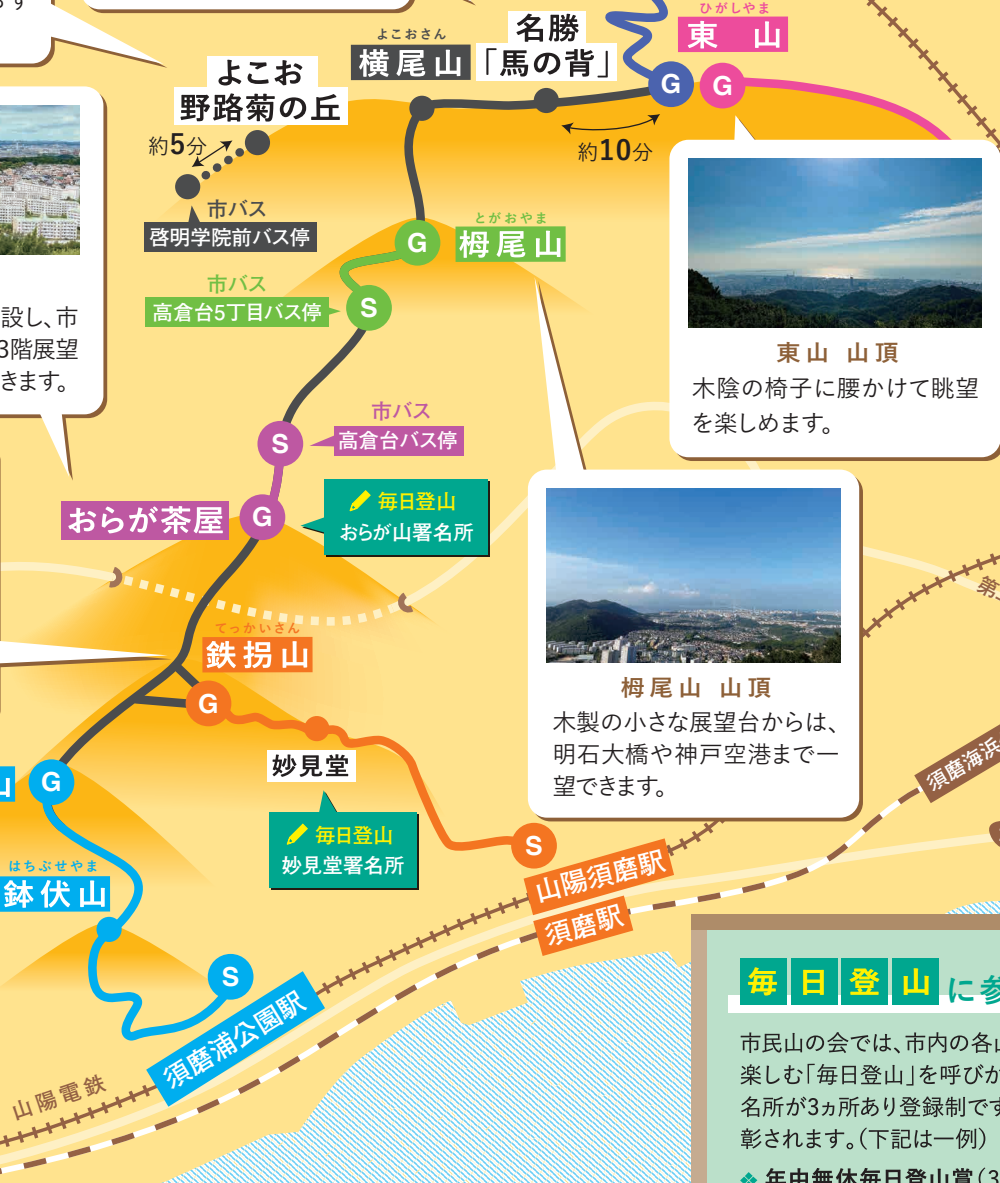 す
よこおさん
横尾山
名勝
「馬の背」
ひがしやま
東 山
G
G
よこお
野路菊の丘
約5分
約10分
市バス
啓明学院前バス停
とがおやま
G
栂尾山
市バス
高倉台5丁目バス停
S
設し、市
3階展望
きます。
東山 山頂
木陰の椅子に腰かけて眺望
を楽しめます。
市バス
高倉台バス停
S
おらが茶屋
G
毎日登山
おらが山署名所
てっかいさん
鉄拐山
G
栂尾山 山頂
木製の小さな展望台からは、
明石大橋や神戸空港まで一
望できます。
第
妙見堂
毎日登山
妙見堂署名所
山
G
はちぶせやま
鉢伏山
S
S
山陽須磨駅
須磨駅
須磨海浜
須磨浦公園駅
山陽電鉄
毎日登山に参
市民山の会では、市内の各山
楽しむ「毎日登山」を呼びか
名所が3ヵ所あり登録制です
彰されます。(下記は一例)
❖ 年中無休毎日登山賞(3